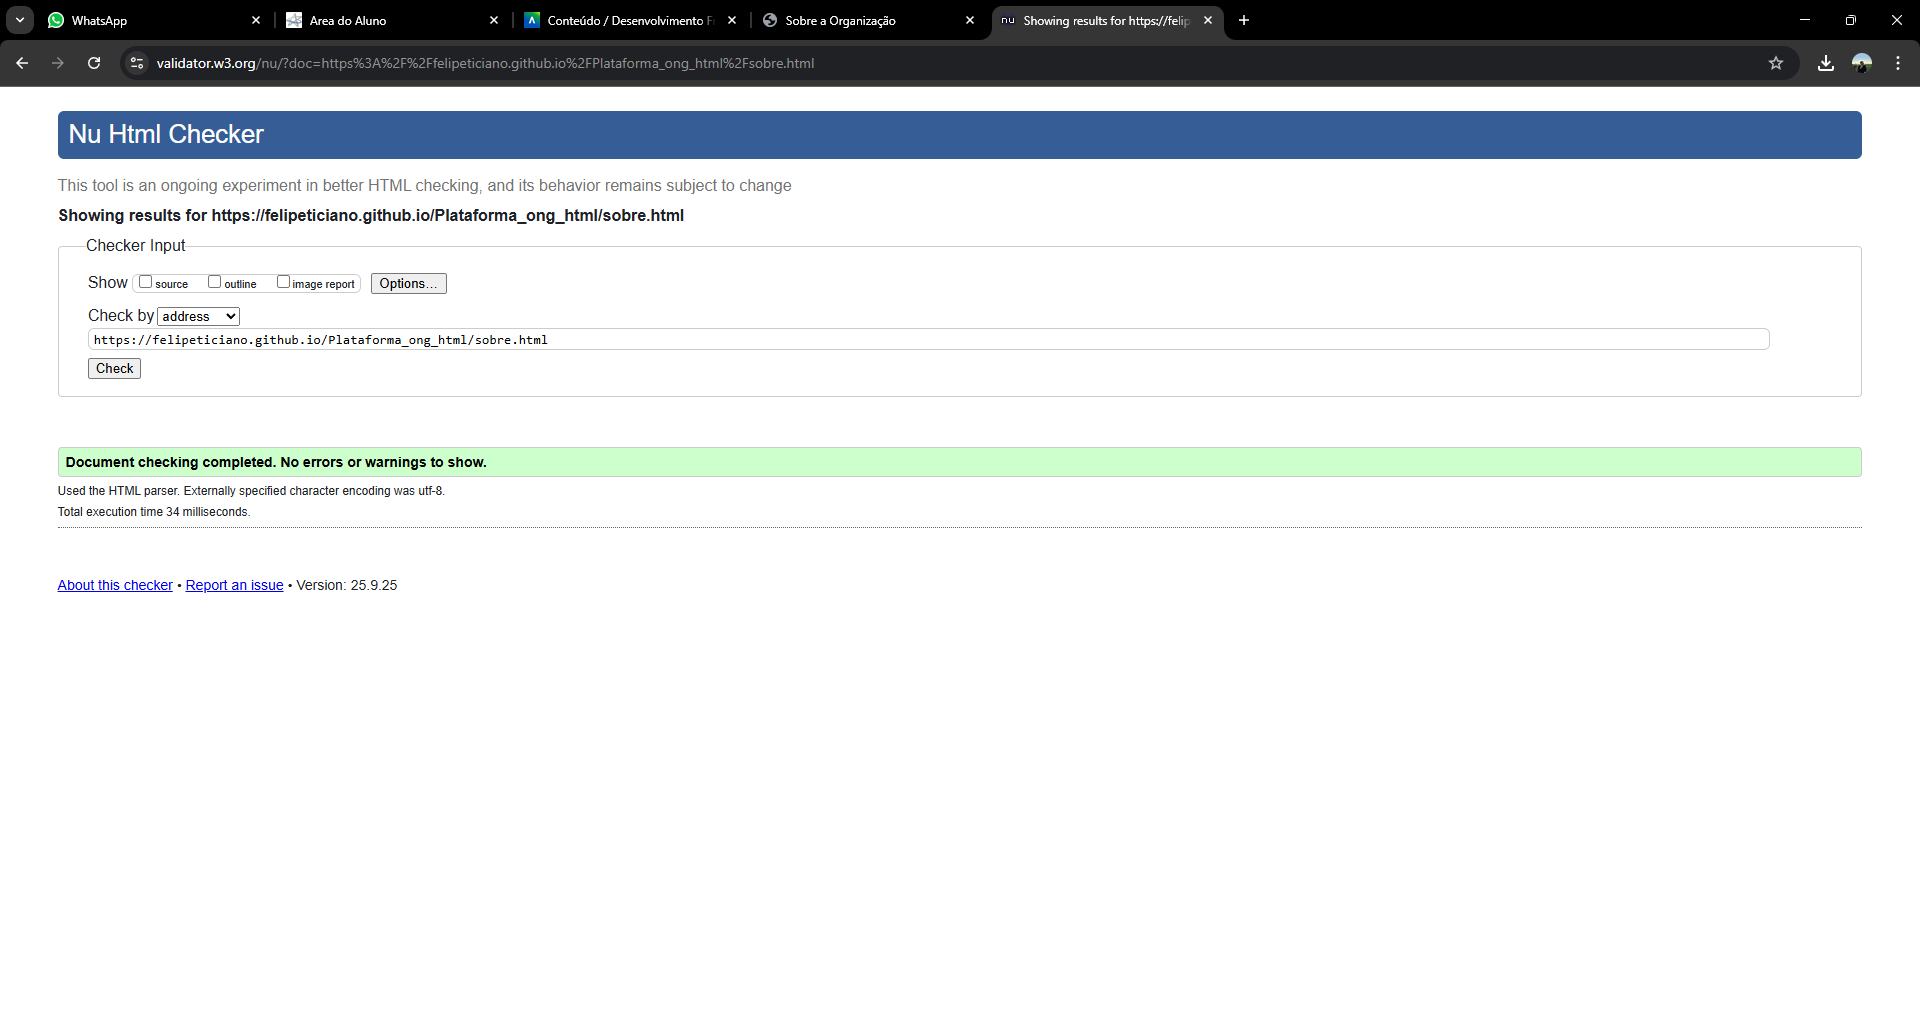 WhatsApp
Area do Aluno
Conteúdo / Desenvolvimento F
Sobre a Organização
nu Showing results for https://felip
validator.w3.org/nu/?doc=https%3A%2F%2Ffelipeticiano.github.io%2FPlataforma_ong_html%2Fsobre.html
Nu Html Checker
This tool is an ongoing experiment in better HTML checking, and its behavior remains subject to change
Showing results for https://felipeticiano.github.io/Plataforma_ong_html/sobre.html
Checker Input
Show source outline image report Options...
Check by address
https://felipeticiano.github.io/Plataforma_ong_html/sobre.html
Check
Document checking completed. No errors or warnings to show.
Used the HTML parser. Externally specified character encoding was utf-8.
Total execution time 34 milliseconds.
About this checker • Report an issue • Version: 25.9.25